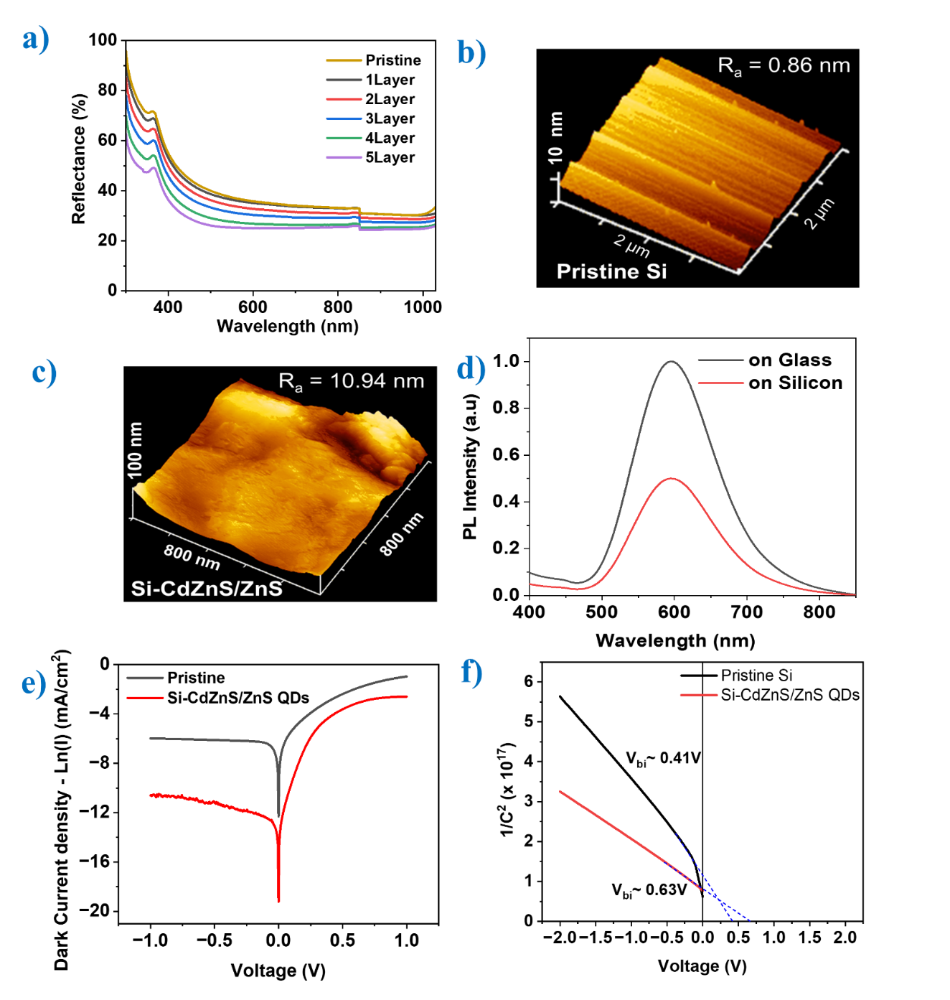 a)
100
80
60
40
20
0
Reflectance (%)
Pristine
1Layer
2Layer
3Layer
4Layer
5Layer
400 600 800 1000
Wavelength (nm)
b)
Rₐ = 0.86 nm
10 nm
2 µm
2 µm
Pristine Si
c)
Rₐ = 10.94 nm
100 nm
800 nm
800 nm
Si-CdZnS/ZnS
d)
1.0
0.8
0.6
0.4
0.2
0.0
PL Intensity (a.u)
on Glass
on Silicon
400 500 600 700 800
Wavelength (nm)
e)
0
−4
−8
−12
−16
−20
Dark Current density - Ln(I) (mA/cm²)
Pristine
Si-CdZnS/ZnS QDs
−1.0 −0.5 0.0 0.5 1.0
Voltage (V)
f)
6
5
4
3
2
1
0
1/C² (x 10¹⁷)
Pristine Si
Si-CdZnS/ZnS QDs
V_bi~ 0.41V
V_bi~ 0.63V
−2.0 −1.5 −1.0 −0.5 0.0 0.5 1.0 1.5 2.0
Voltage (V)